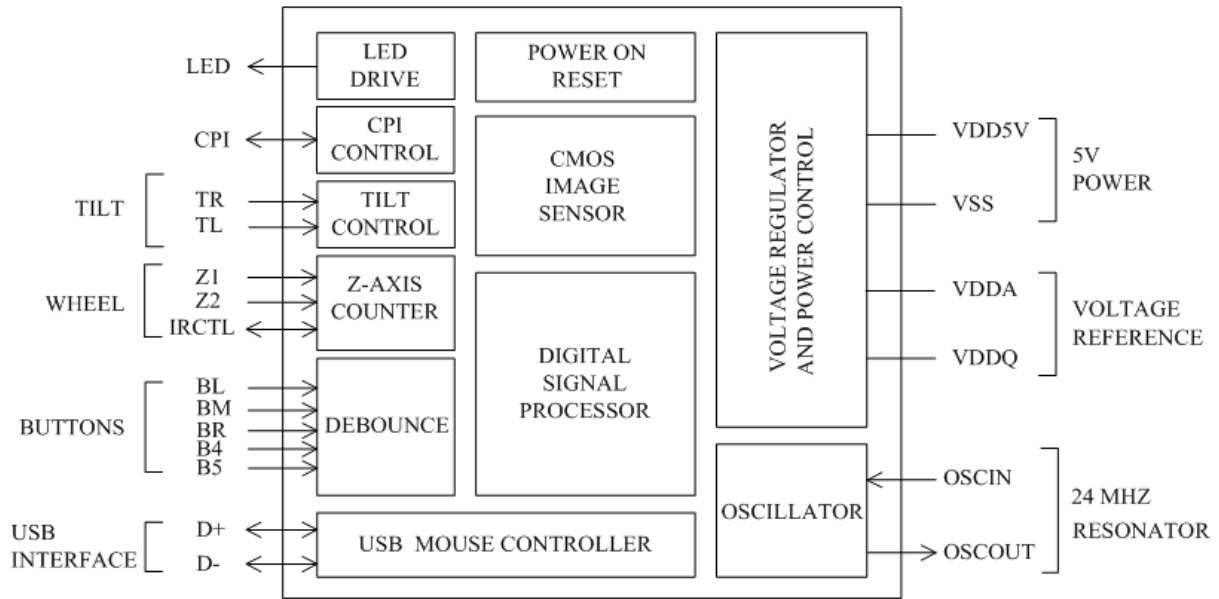 LED
LED
DRIVE
POWER ON
RESET
CPI
CPI
CONTROL
CMOS
IMAGE
SENSOR
TILT
TR
TL
TILT
CONTROL
WHEEL
Z1
Z2
IRCTL
Z-AXIS
COUNTER
BUTTONS
BL
BM
BR
B4
B5
DEBOUNCE
DIGITAL
SIGNAL
PROCESSOR
USB
INTERFACE
D+
D-
USB MOUSE CONTROLLER
VOLTAGE REGULATOR
AND POWER CONTROL
VDD5V
VSS
5V
POWER
VDDA
VDDQ
VOLTAGE
REFERENCE
OSCILLATOR
OSCIN
OSCOUT
24 MHZ
RESONATOR